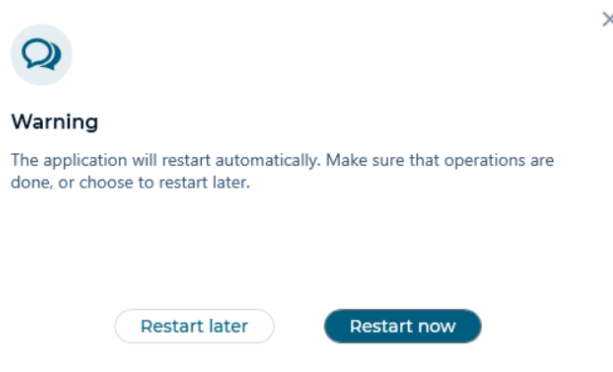 Warning
The application will restart automatically. Make sure that operations are
done, or choose to restart later.
Restart later
Restart now